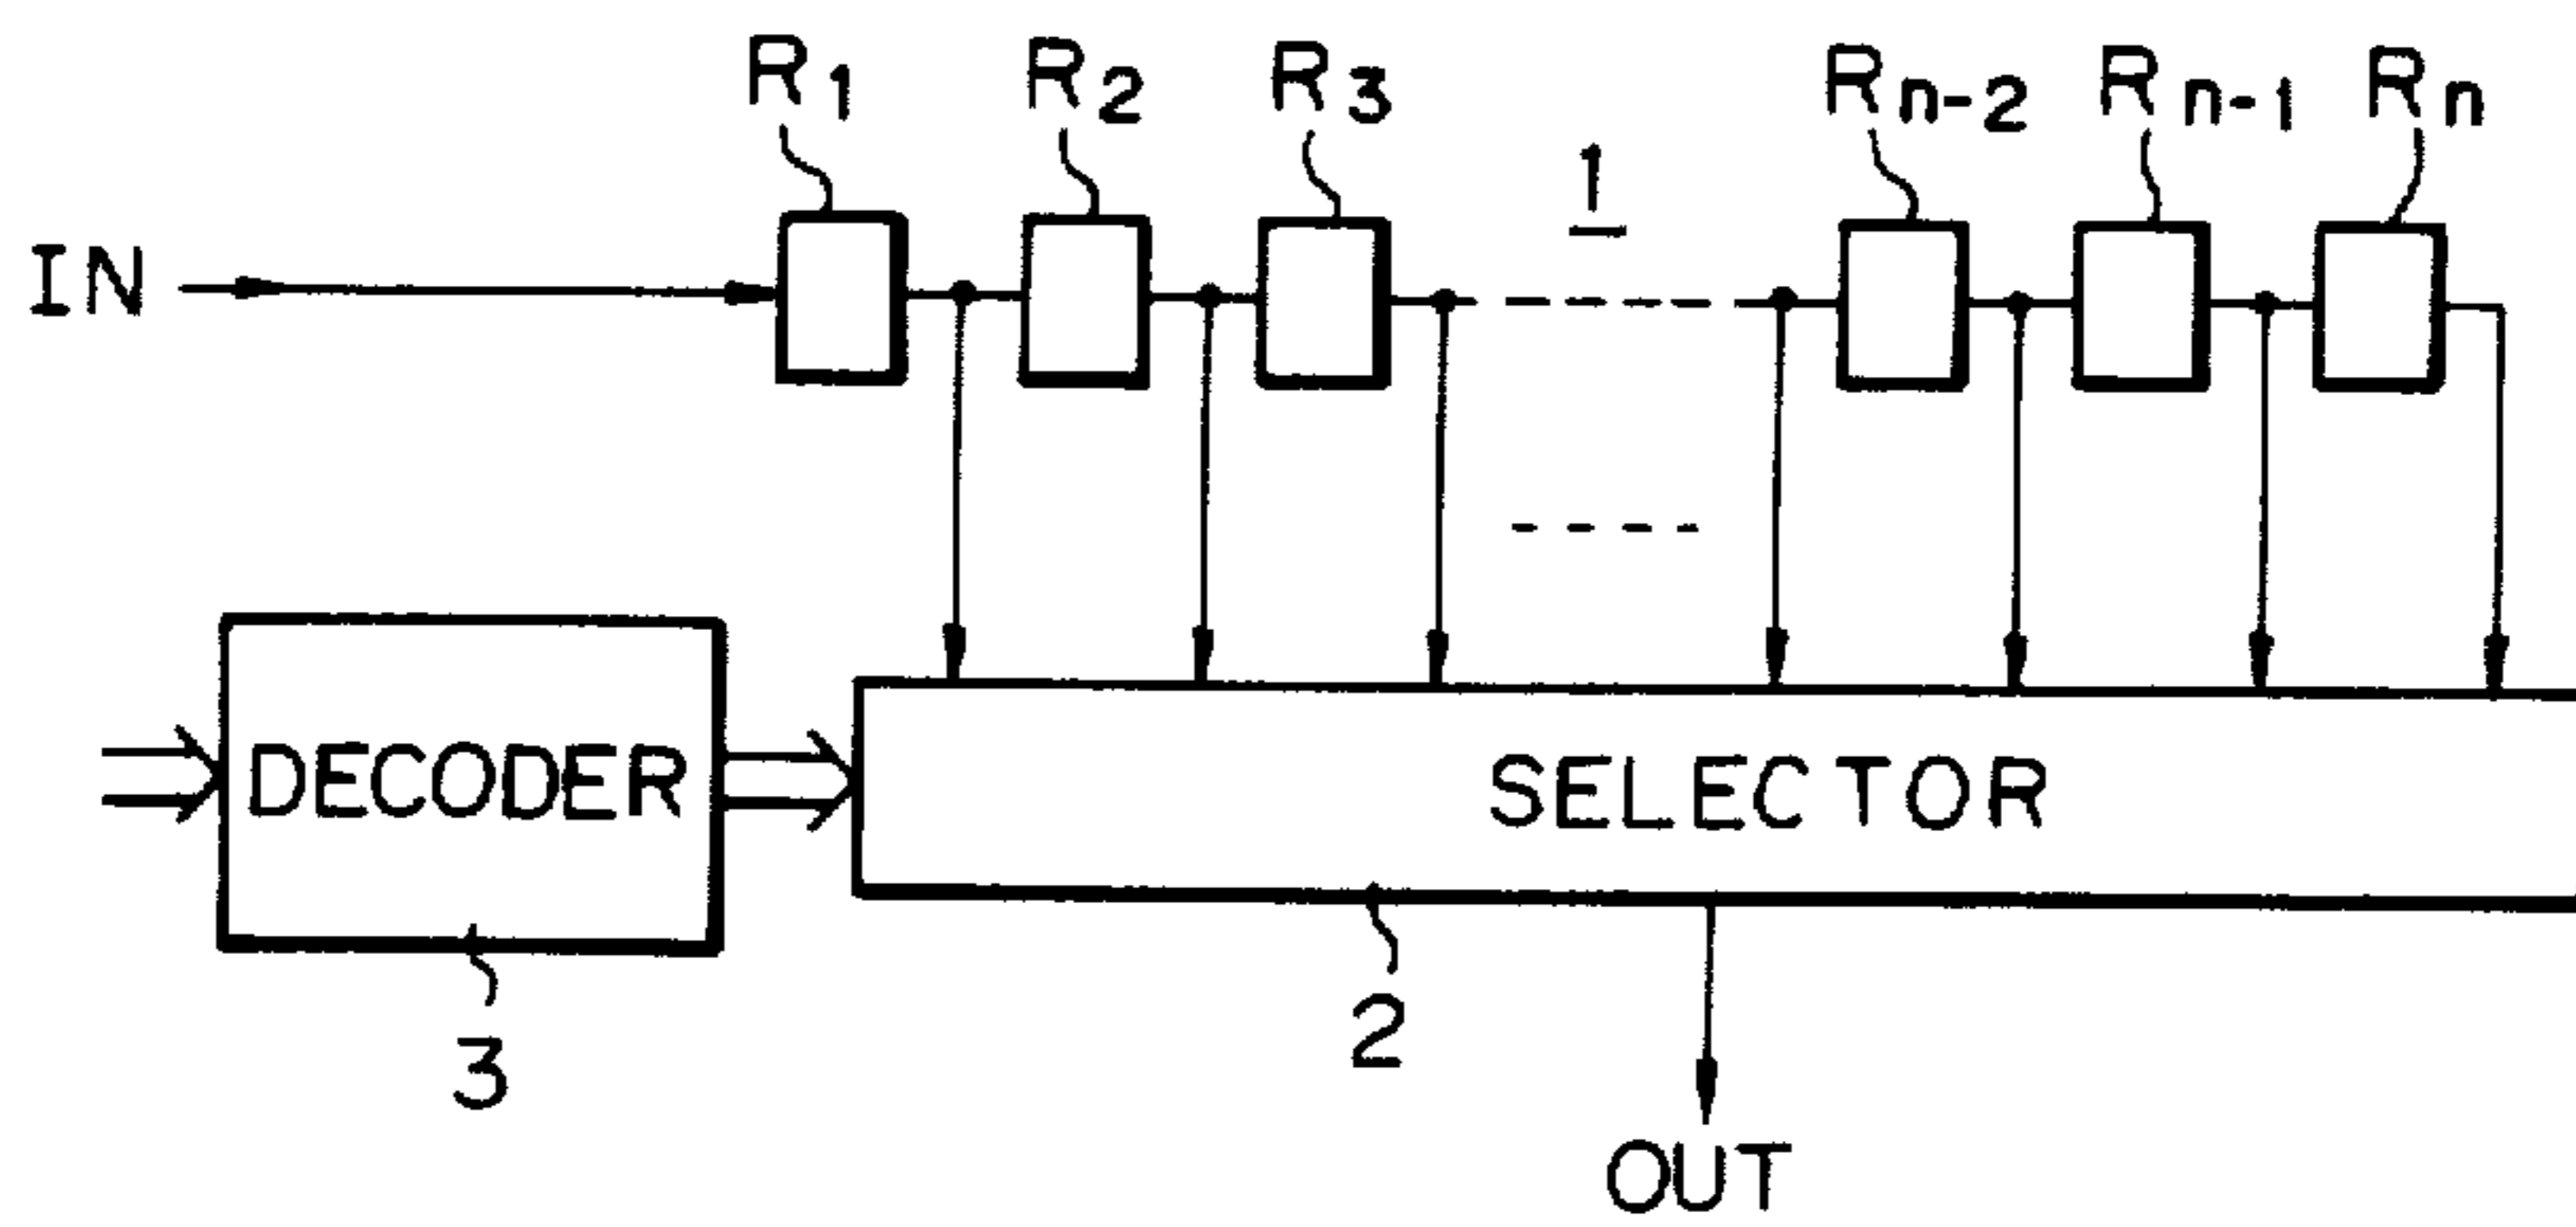 R1 R2 R3 Rn-2 Rn-1 Rn
1
IN
DECODER
SELECTOR
3
2
OUT